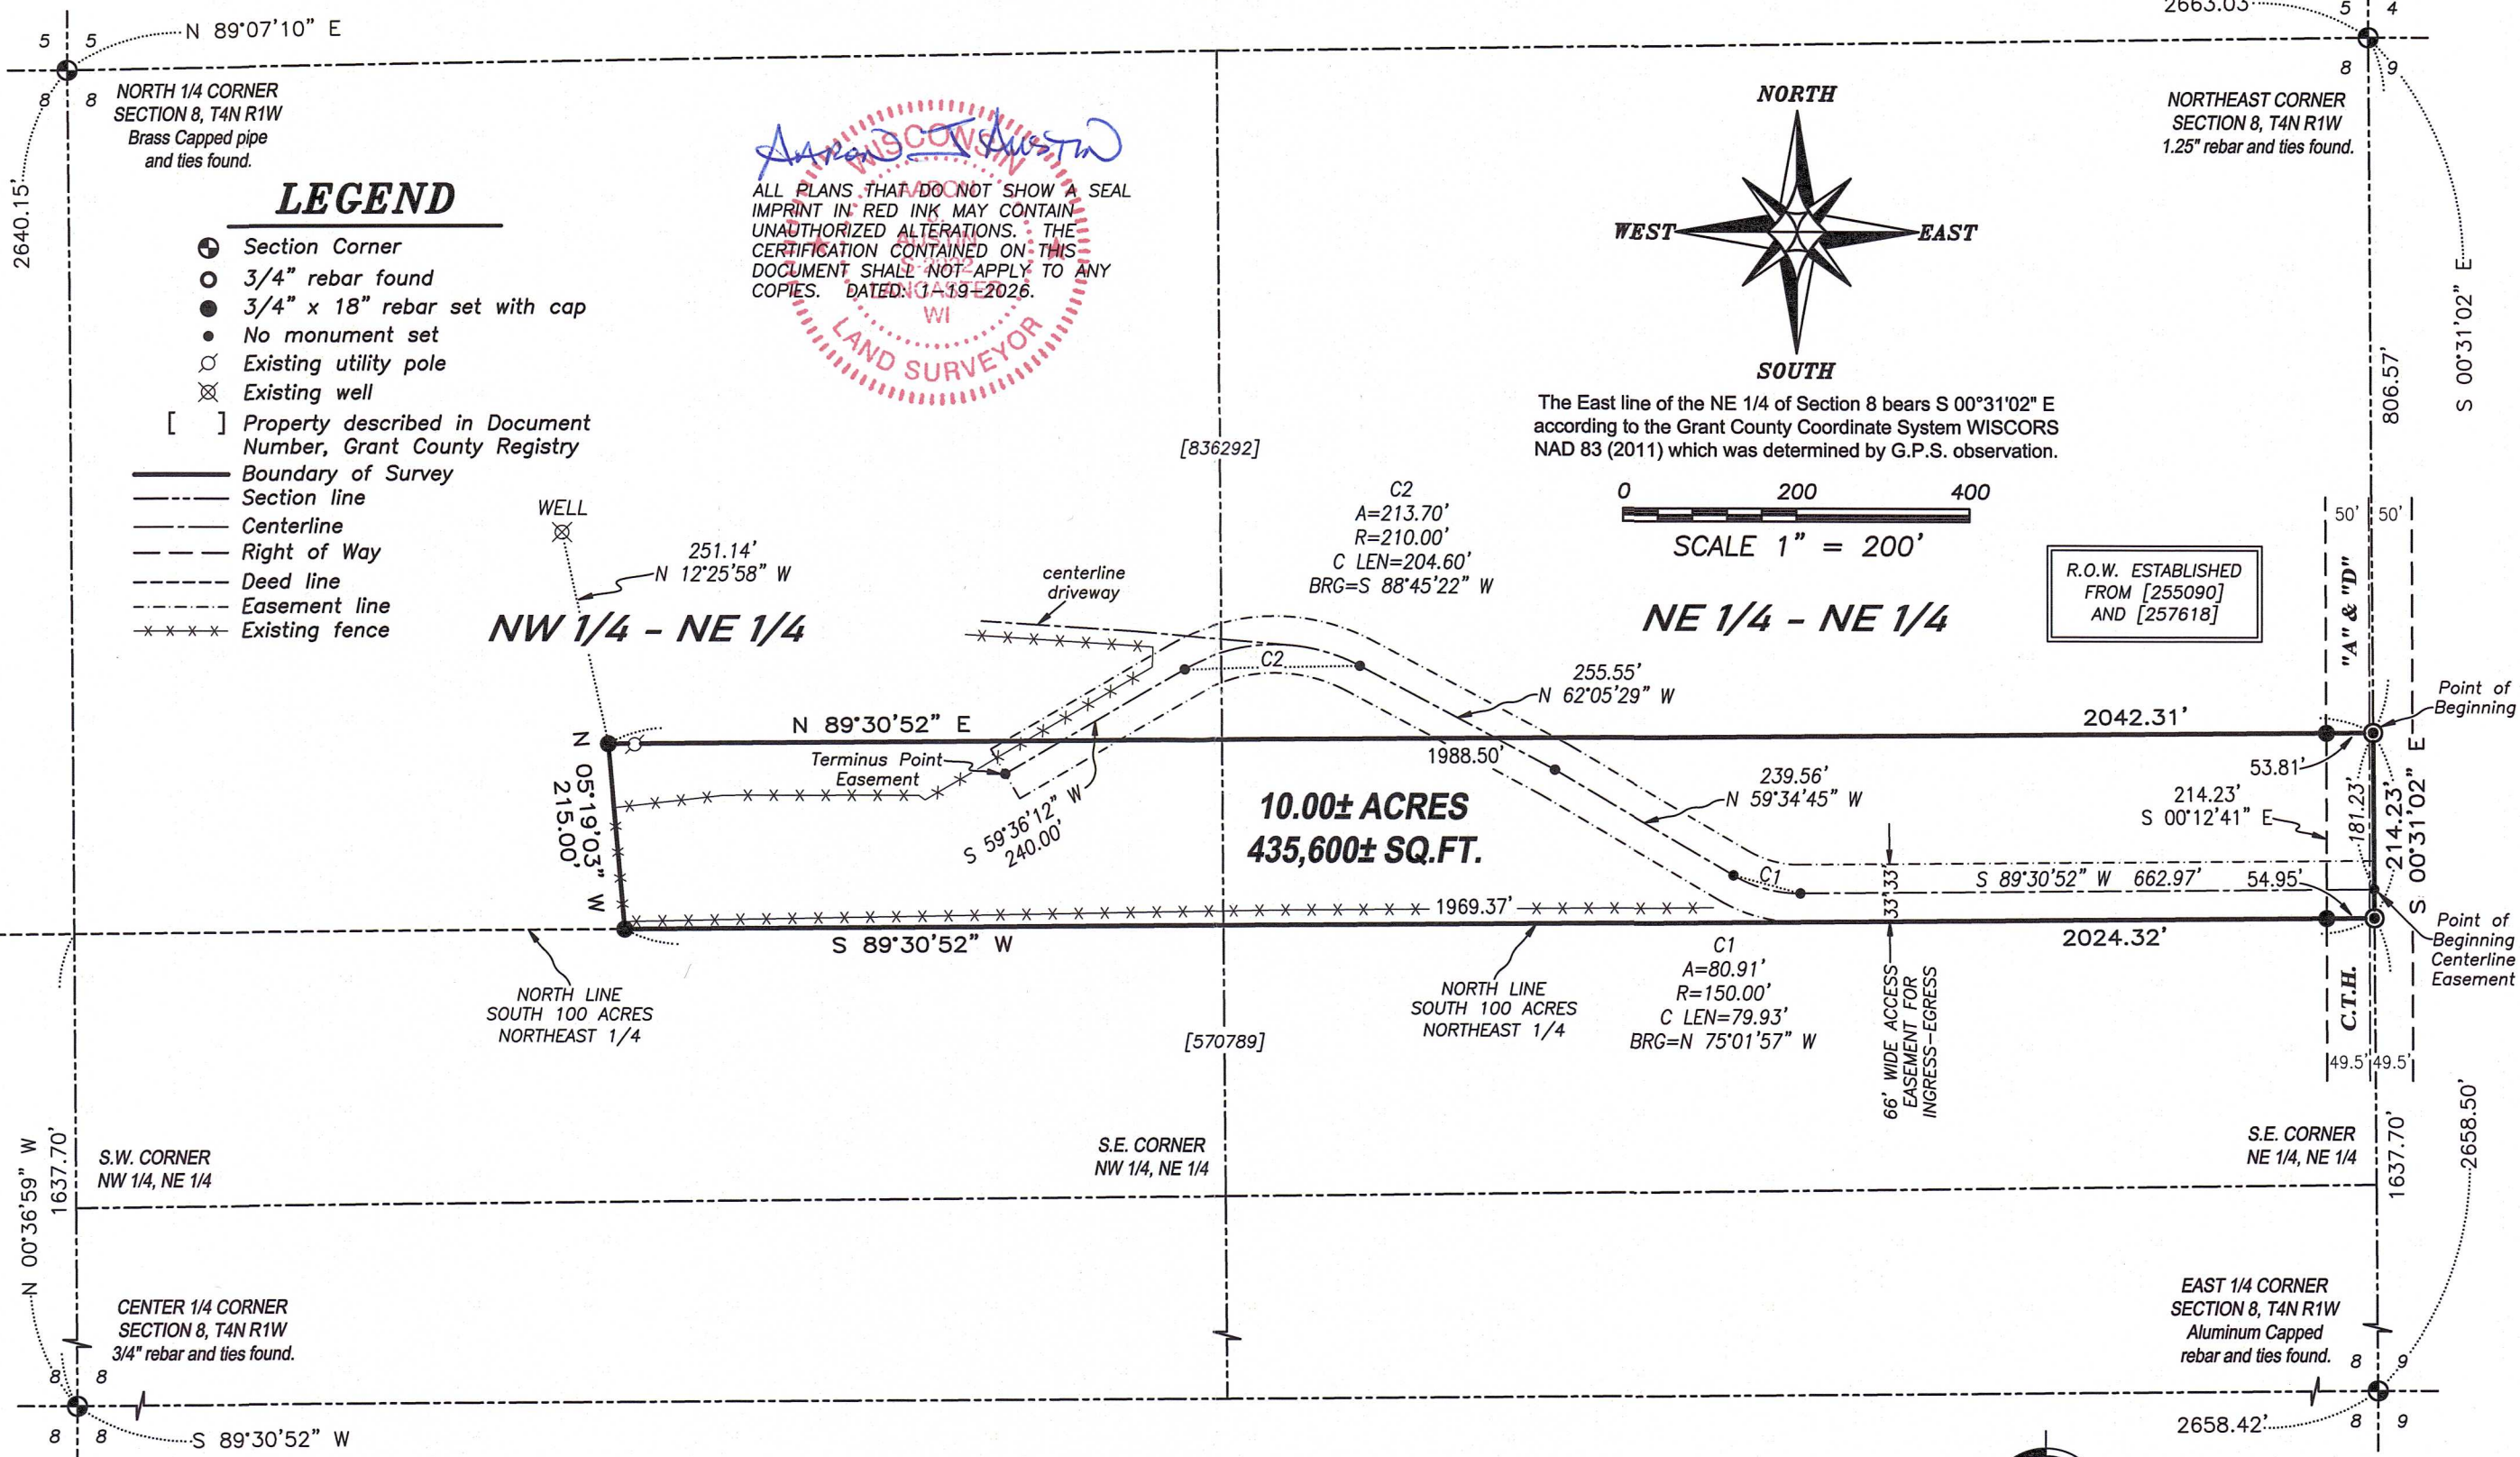 N 89°07'10" E
2663.03'
5 5
8 8
5 4
8 9
NORTH 1/4 CORNER
SECTION 8, T4N R1W
Brass Capped pipe
and ties found.
2640.15'
NORTHEAST CORNER
SECTION 8, T4N R1W
1.25" rebar and ties found.
LEGEND
Section Corner
3/4" rebar found
3/4" x 18" rebar set with cap
No monument set
Existing utility pole
Existing well
[ ] Property described in Document
Number, Grant County Registry
Boundary of Survey
Section line
Centerline
Right of Way
Deed line
Easement line
Existing fence
AARON J AUSTIN
WISCONSIN
AARON
J.
AUSTIN
LANCASTER
WI
LAND SURVEYOR
ALL PLANS THAT DO NOT SHOW A SEAL
IMPRINT IN RED INK MAY CONTAIN
UNAUTHORIZED ALTERATIONS. THE
CERTIFICATION CONTAINED ON THIS
DOCUMENT SHALL NOT APPLY TO ANY
COPIES. DATED: 1-19-2026.
NORTH
WEST
EAST
SOUTH
The East line of the NE 1/4 of Section 8 bears S 00°31'02" E
according to the Grant County Coordinate System WISCORS
NAD 83 (2011) which was determined by G.P.S. observation.
0 200 400
SCALE 1" = 200'
806.57'
S 00°31'02" E
[836292]
C2
A=213.70'
R=210.00'
C LEN=204.60'
BRG=S 88°45'22" W
WELL
251.14'
N 12°25'58" W
centerline
driveway
NW 1/4 - NE 1/4
NE 1/4 - NE 1/4
R.O.W. ESTABLISHED
FROM [255090]
AND [257618]
50' 50'
"A" & "D"
Point of
Beginning
C2
255.55'
N 62°05'29" W
N 89°30'52" E
2042.31'
1988.50'
53.81'
Terminus Point
Easement
N 05°19'03" W
215.00'
S 59°36'12" W
240.00'
10.00± ACRES
435,600± SQ.FT.
239.56'
N 59°34'45" W
214.23'
S 00°12'41" E
181.23'
214.23'
S 00°31'02" E
C1
33' 33'
S 89°30'52" W 662.97'
54.95'
1969.37'
S 89°30'52" W
2024.32'
Point of
Beginning
Centerline
Easement
NORTH LINE
SOUTH 100 ACRES
NORTHEAST 1/4
NORTH LINE
SOUTH 100 ACRES
NORTHEAST 1/4
C1
A=80.91'
R=150.00'
C LEN=79.93'
BRG=N 75°01'57" W
66' WIDE ACCESS
EASEMENT FOR
INGRESS-EGRESS
C.T.H.
49.5' 49.5'
[570789]
N 00°36'59" W
1637.70'
S.W. CORNER
NW 1/4, NE 1/4
S.E. CORNER
NW 1/4, NE 1/4
S.E. CORNER
NE 1/4, NE 1/4
1637.70'
2658.50'
CENTER 1/4 CORNER
SECTION 8, T4N R1W
3/4" rebar and ties found.
8 8
8 8
S 89°30'52" W
EAST 1/4 CORNER
SECTION 8, T4N R1W
Aluminum Capped
rebar and ties found.
8 9
2658.42'
8 9